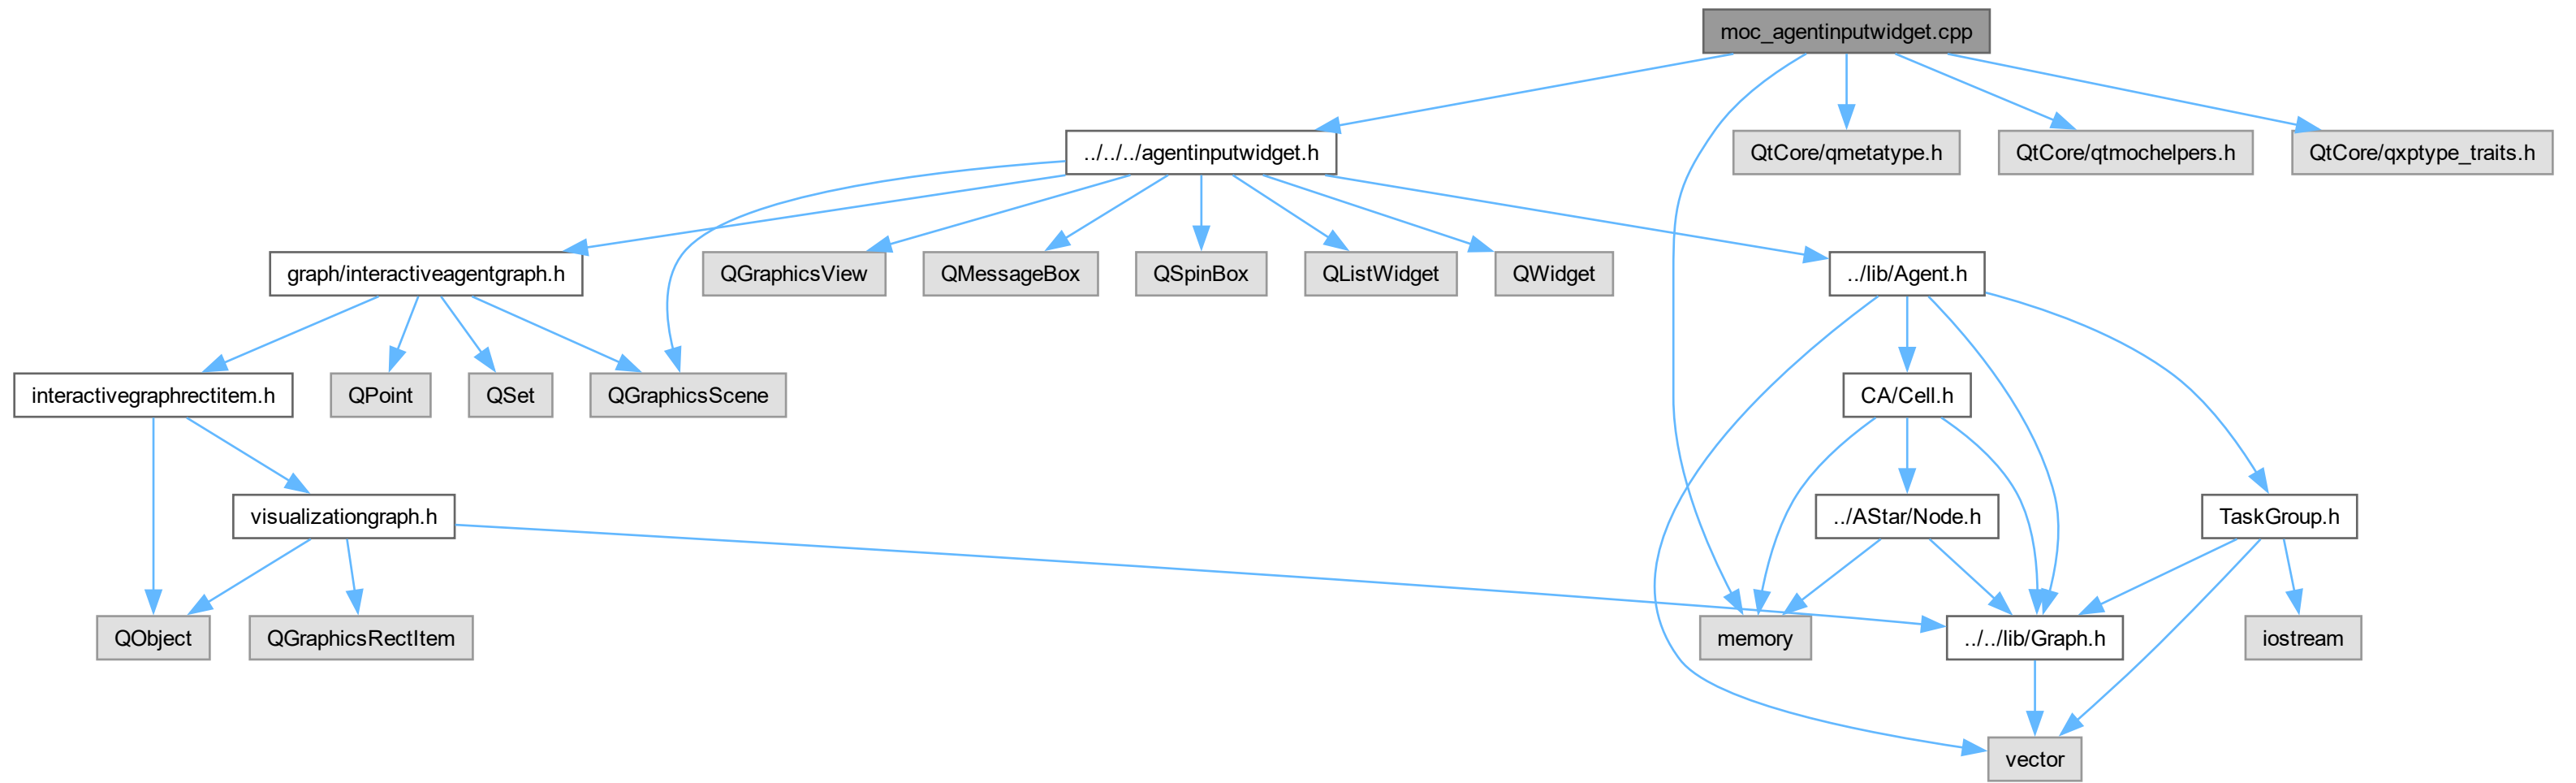 moc_agentinputwidget.cpp
../../../agentinputwidget.h
QtCore/qmetatype.h
QtCore/qtmochelpers.h
QtCore/qxptype_traits.h
graph/interactiveagentgraph.h
QGraphicsView
QMessageBox
QSpinBox
QListWidget
QWidget
../lib/Agent.h
interactivegraphrectitem.h
QPoint
QSet
QGraphicsScene
CA/Cell.h
visualizationgraph.h
../AStar/Node.h
TaskGroup.h
QObject
QGraphicsRectItem
memory
../../lib/Graph.h
iostream
vector